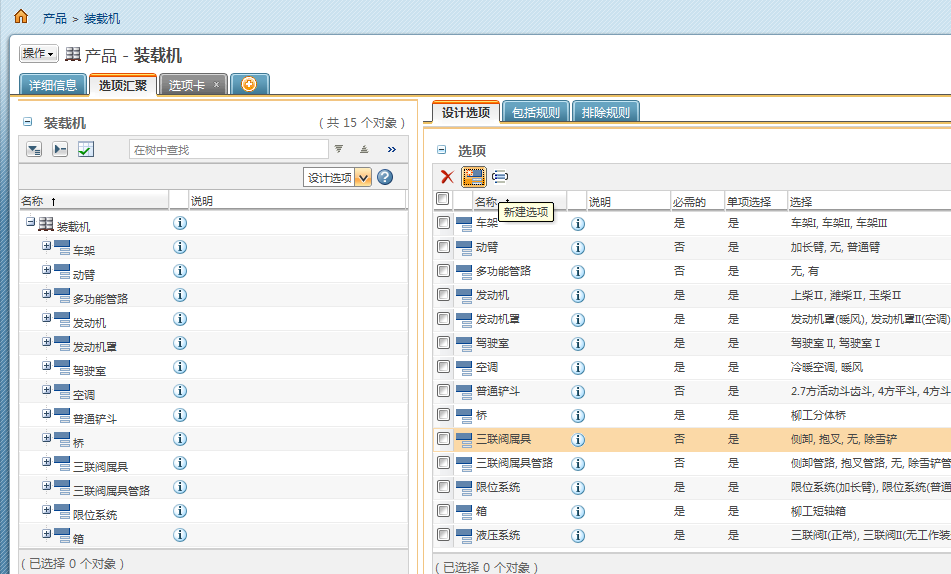 产品 > 装载机
操作 产品 - 装载机
详细信息 选项汇聚 选项卡 ×
装载机 ( 共 15 个对象 )
在树中查找 »
设计选项 ?
名称 ↑ 说明
装载机
车架
动臂
多功能管路
发动机
发动机罩
驾驶室
空调
普通铲斗
桥
三联阀属具
三联阀属具管路
限位系统
箱
( 已选择 0 个对象 )
设计选项 包括规则 排除规则
选项
新建选项
名称 说明 必需的 单项选择 选择
车架 是 是 车架I, 车架II, 车架III
动臂 否 是 加长臂, 无, 普通臂
多功能管路 否 是 无, 有
发动机 是 是 上柴II, 潍柴II, 玉柴II
发动机罩 是 是 发动机罩(暖风), 发动机罩II(空调)
驾驶室 是 是 驾驶室 II, 驾驶室 I
空调 是 是 冷暖空调, 暖风
普通铲斗 否 是 2.7方活动斗齿斗, 4方平斗, 4方斗
桥 是 是 柳工分体桥
三联阀属具 否 是 侧卸, 抱叉, 无, 除雪铲
三联阀属具管路 否 是 侧卸管路, 抱叉管路, 无, 除雪铲管
限位系统 是 是 限位系统(加长臂), 限位系统(普通
箱 是 是 柳工短轴箱
液压系统 是 是 三联阀I(正常), 三联阀II(无工作装
( 已选择 0 个对象 )